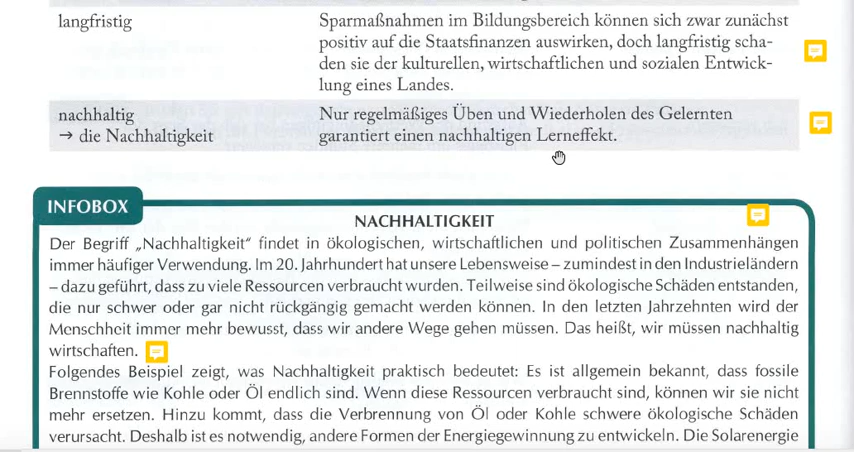 langfristig
Sparmaßnahmen im Bildungsbereich können sich zwar zunächst
positiv auf die Staatsfinanzen auswirken, doch langfristig scha-
den sie der kulturellen, wirtschaftlichen und sozialen Entwick-
lung eines Landes.
nachhaltig
→ die Nachhaltigkeit
Nur regelmäßiges Üben und Wiederholen des Gelernten
garantiert einen nachhaltigen Lerneffekt.
INFOBOX
NACHHALTIGKEIT
Der Begriff „Nachhaltigkeit“ findet in ökologischen, wirtschaftlichen und politischen Zusammenhängen
immer häufiger Verwendung. Im 20. Jahrhundert hat unsere Lebensweise – zumindest in den Industrieländern
– dazu geführt, dass zu viele Ressourcen verbraucht wurden. Teilweise sind ökologische Schäden entstanden,
die nur schwer oder gar nicht rückgängig gemacht werden können. In den letzten Jahrzehnten wird der
Menschheit immer mehr bewusst, dass wir andere Wege gehen müssen. Das heißt, wir müssen nachhaltig
wirtschaften.
Folgendes Beispiel zeigt, was Nachhaltigkeit praktisch bedeutet: Es ist allgemein bekannt, dass fossile
Brennstoffe wie Kohle oder Öl endlich sind. Wenn diese Ressourcen verbraucht sind, können wir sie nicht
mehr ersetzen. Hinzu kommt, dass die Verbrennung von Öl oder Kohle schwere ökologische Schäden
verursacht. Deshalb ist es notwendig, andere Formen der Energiegewinnung zu entwickeln. Die Solarenergie